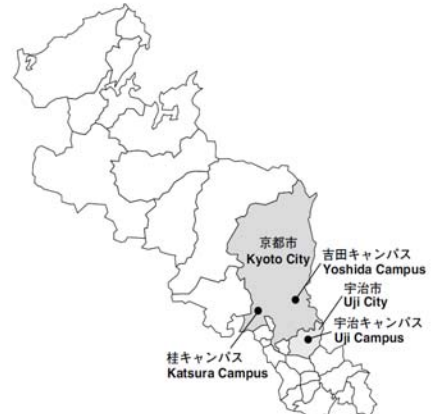 京都市
Kyoto City
吉田キャンパス
Yoshida Campus
宇治市
Uji City
宇治キャンパス
Uji Campus
桂キャンパス
Katsura Campus